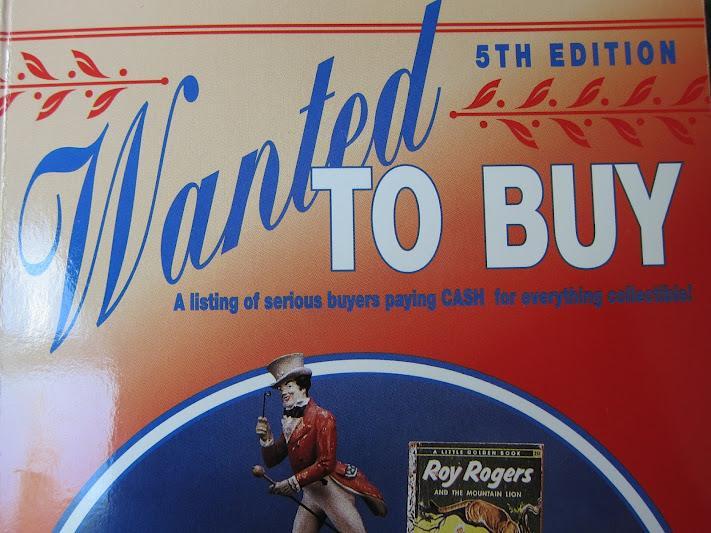 5TH EDITION
Wanted
TO BUY
A listing of serious buyers paying CASH for everything collectible!
A LITTLE GOLDEN BOOK
Roy Rogers
AND THE MOUNTAIN LION